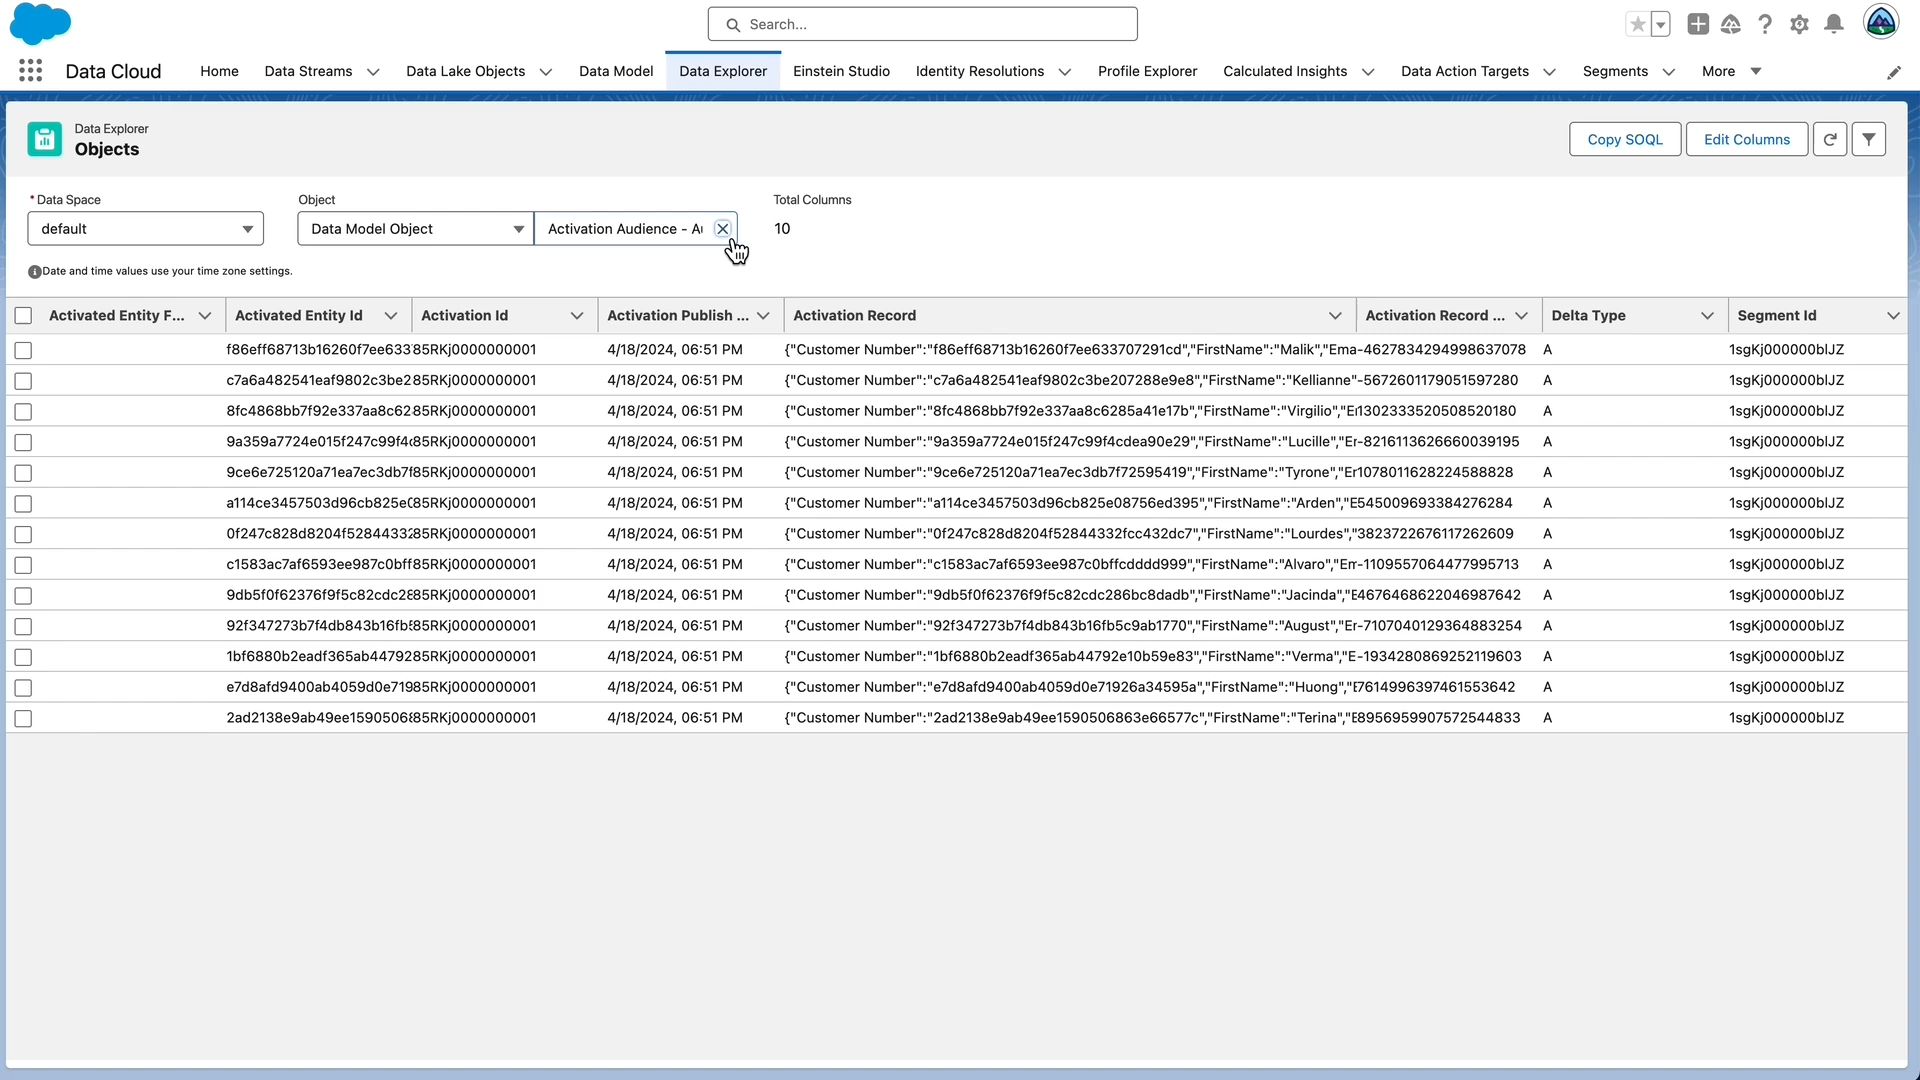 Search...
Data Cloud Home Data Streams Data Lake Objects Data Model Data Explorer Einstein Studio Identity Resolutions Profile Explorer Calculated Insights Data Action Targets Segments More
Data Explorer
Objects
Copy SOQL Edit Columns
* Data Space Object Total Columns
default Data Model Object Activation Audience - Au 10
Date and time values use your time zone settings.
Activated Entity F... Activated Entity Id Activation Id Activation Publish ... Activation Record Activation Record ... Delta Type Segment Id
f86eff68713b16260f7ee633 85RKj0000000001 4/18/2024, 06:51 PM {"Customer Number":"f86eff68713b16260f7ee633707291cd","FirstName":"Malik","Ema -4627834294998637078 A 1sgKj000000blJZ
c7a6a482541eaf9802c3be2 85RKj0000000001 4/18/2024, 06:51 PM {"Customer Number":"c7a6a482541eaf9802c3be207288e9e8","FirstName":"Kellianne" -5672601179051597280 A 1sgKj000000blJZ
8fc4868bb7f92e337aa8c62 85RKj0000000001 4/18/2024, 06:51 PM {"Customer Number":"8fc4868bb7f92e337aa8c6285a41e17b","FirstName":"Virgilio","E 1302333520508520180 A 1sgKj000000blJZ
9a359a7724e015f247c99f4 85RKj0000000001 4/18/2024, 06:51 PM {"Customer Number":"9a359a7724e015f247c99f4cdea90e29","FirstName":"Lucille","E -8216113626660039195 A 1sgKj000000blJZ
9ce6e725120a71ea7ec3db7f 85RKj0000000001 4/18/2024, 06:51 PM {"Customer Number":"9ce6e725120a71ea7ec3db7f72595419","FirstName":"Tyrone","E 1078011628224588828 A 1sgKj000000blJZ
a114ce3457503d96cb825e 85RKj0000000001 4/18/2024, 06:51 PM {"Customer Number":"a114ce3457503d96cb825e08756ed395","FirstName":"Arden","E 5450096933842​76284 A 1sgKj000000blJZ
0f247c828d8204f52844332 85RKj0000000001 4/18/2024, 06:51 PM {"Customer Number":"0f247c828d8204f52844332fcc432dc7","FirstName":"Lourdes"," 3823722676117262609 A 1sgKj000000blJZ
c1583ac7af6593ee987c0bff 85RKj0000000001 4/18/2024, 06:51 PM {"Customer Number":"c1583ac7af6593ee987c0bffcdddd999","FirstName":"Alvaro","Em -1109557064477995713 A 1sgKj000000blJZ
9db5f0f62376f9f5c82cdc2 85RKj0000000001 4/18/2024, 06:51 PM {"Customer Number":"9db5f0f62376f9f5c82cdc286bc8dadb","FirstName":"Jacinda","E 4676468622046987642 A 1sgKj000000blJZ
92f347273b7f4db843b16fb 85RKj0000000001 4/18/2024, 06:51 PM {"Customer Number":"92f347273b7f4db843b16fb5c9ab1770","FirstName":"August","E -7107040129364883254 A 1sgKj000000blJZ
1bf6880b2eadf365ab44792 85RKj0000000001 4/18/2024, 06:51 PM {"Customer Number":"1bf6880b2eadf365ab44792e10b59e83","FirstName":"Verma","E -1934280869252119603 A 1sgKj000000blJZ
e7d8afd9400ab4059d0e719 85RKj0000000001 4/18/2024, 06:51 PM {"Customer Number":"e7d8afd9400ab4059d0e71926a34595a","FirstName":"Huong","E 7614996397461553642 A 1sgKj000000blJZ
2ad2138e9ab49ee1590506 85RKj0000000001 4/18/2024, 06:51 PM {"Customer Number":"2ad2138e9ab49ee1590506863e66577c","FirstName":"Terina","E 8956959907572544833 A 1sgKj000000blJZ